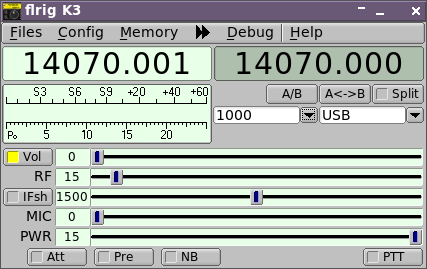 flrig K3
Files Config Memory Debug Help
14070.001 14070.000
A/B A<->B Split
S3 S6 S9 +20 +40 +60
Po 5 10 15 20
1000 USB
Vol 0
RF 15
IFsh 1500
MIC 0
PWR 15
Att Pre NB PTT